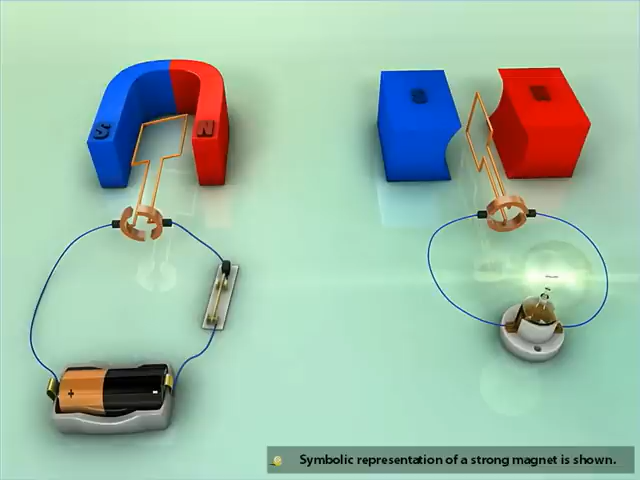 S N
S N
+ -
Symbolic representation of a strong magnet is shown.